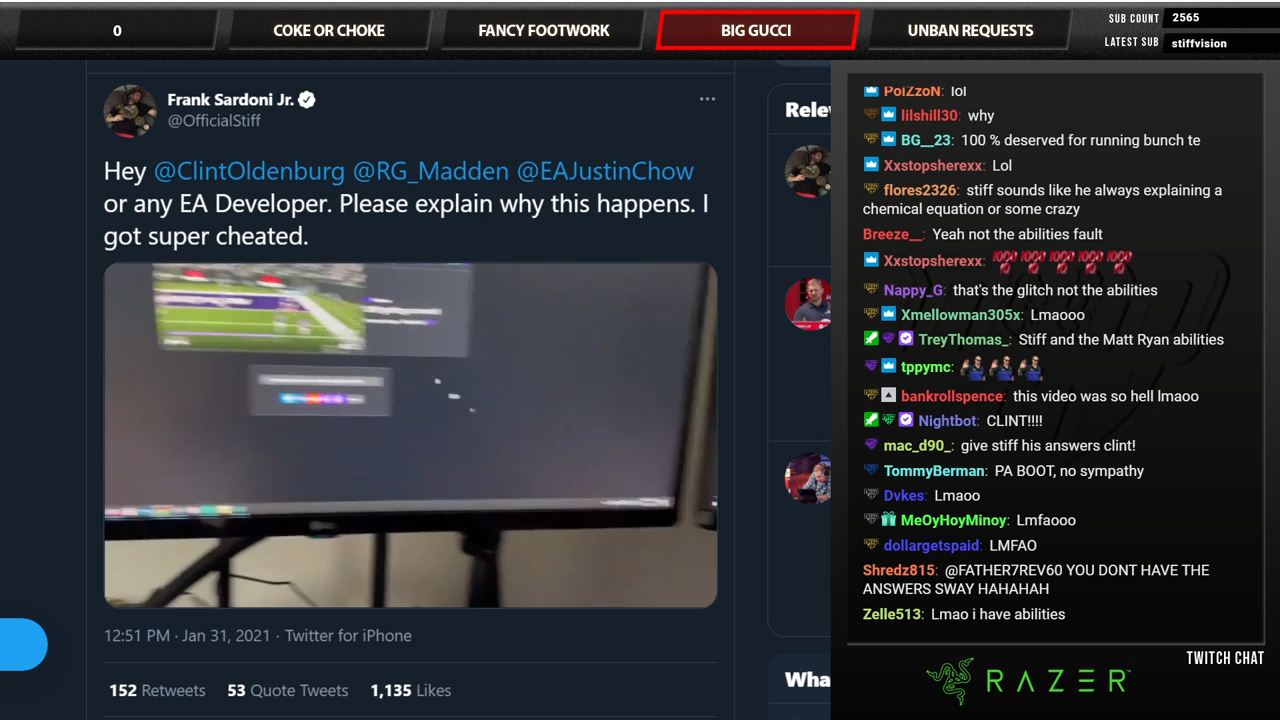 0
COKE OR CHOKE
FANCY FOOTWORK
BIG GUCCI
UNBAN REQUESTS
SUB COUNT 2565
LATEST SUB stiffvision
Frank Sardoni Jr.
@OfficialStiff
...
Hey @ClintOldenburg @RG_Madden @EAJustinChow
or any EA Developer. Please explain why this happens. I
got super cheated.
12:51 PM · Jan 31, 2021 · Twitter for iPhone
152 Retweets 53 Quote Tweets 1,135 Likes
Rele
Wha
PoiZzoN: lol
lilshill30: why
BG__23: 100 % deserved for running bunch te
Xxstopsherexx: Lol
flores2326: stiff sounds like he always explaining a
chemical equation or some crazy
Breeze__: Yeah not the abilities fault
Xxstopsherexx: 100 100 100 100 100
Nappy_G: that's the glitch not the abilities
Xmellowman305x: Lmaooo
TreyThomas_: Stiff and the Matt Ryan abilities
tppymc:
bankrollspence: this video was so hell lmaoo
Nightbot: CLINT!!!!
mac_d90_: give stiff his answers clint!
TommyBerman: PA BOOT, no sympathy
Dvkes: Lmaoo
MeOyHoyMinoy: Lmfaooo
dollargetspaid: LMFAO
Shredz815: @FATHER7REV60 YOU DONT HAVE THE
ANSWERS SWAY HAHAHAH
Zelle513: Lmao i have abilities
TWITCH CHAT
RAZER